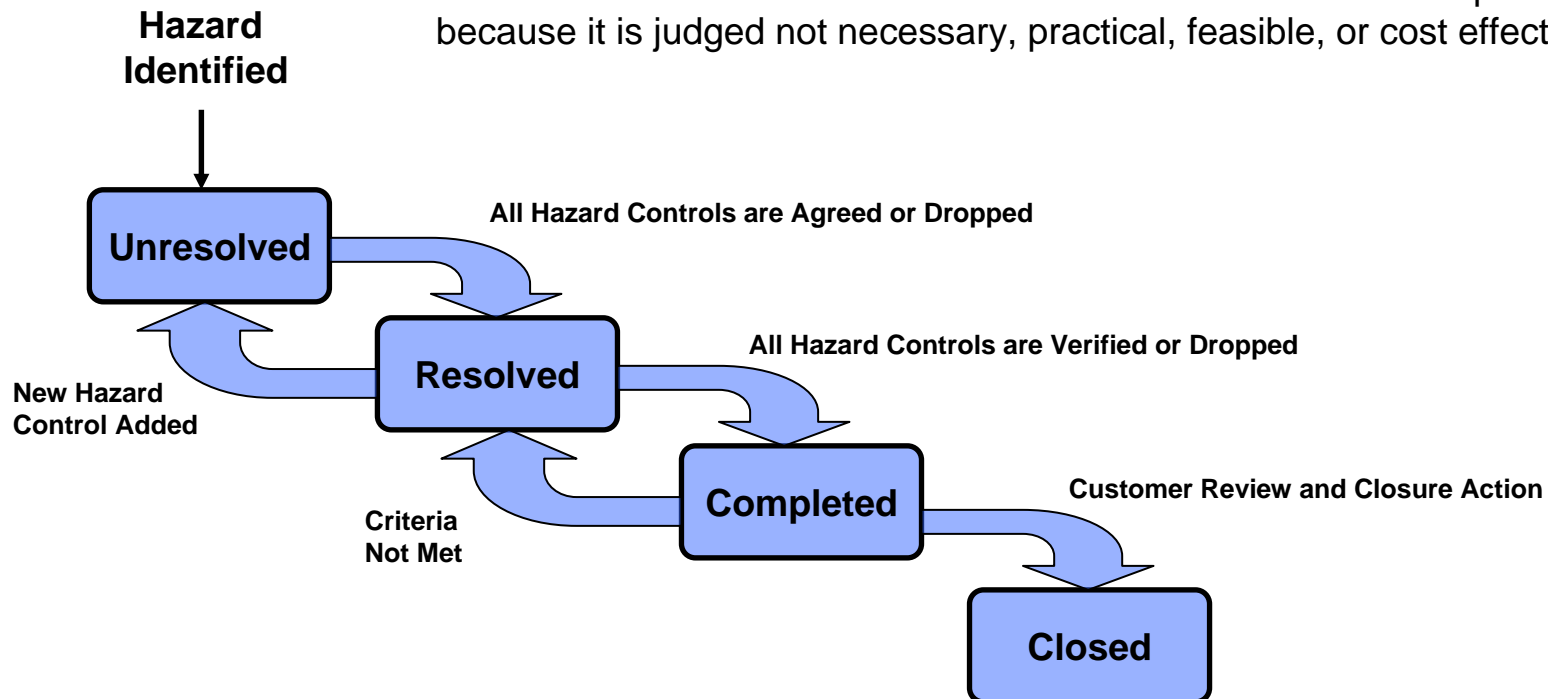 Hazard
Identified
because it is judged not necessary, practical, feasible, or cost effect
All Hazard Controls are Agreed or Dropped
Unresolved
All Hazard Controls are Verified or Dropped
Resolved
New Hazard
Control Added
Customer Review and Closure Action
Completed
Criteria
Not Met
Closed